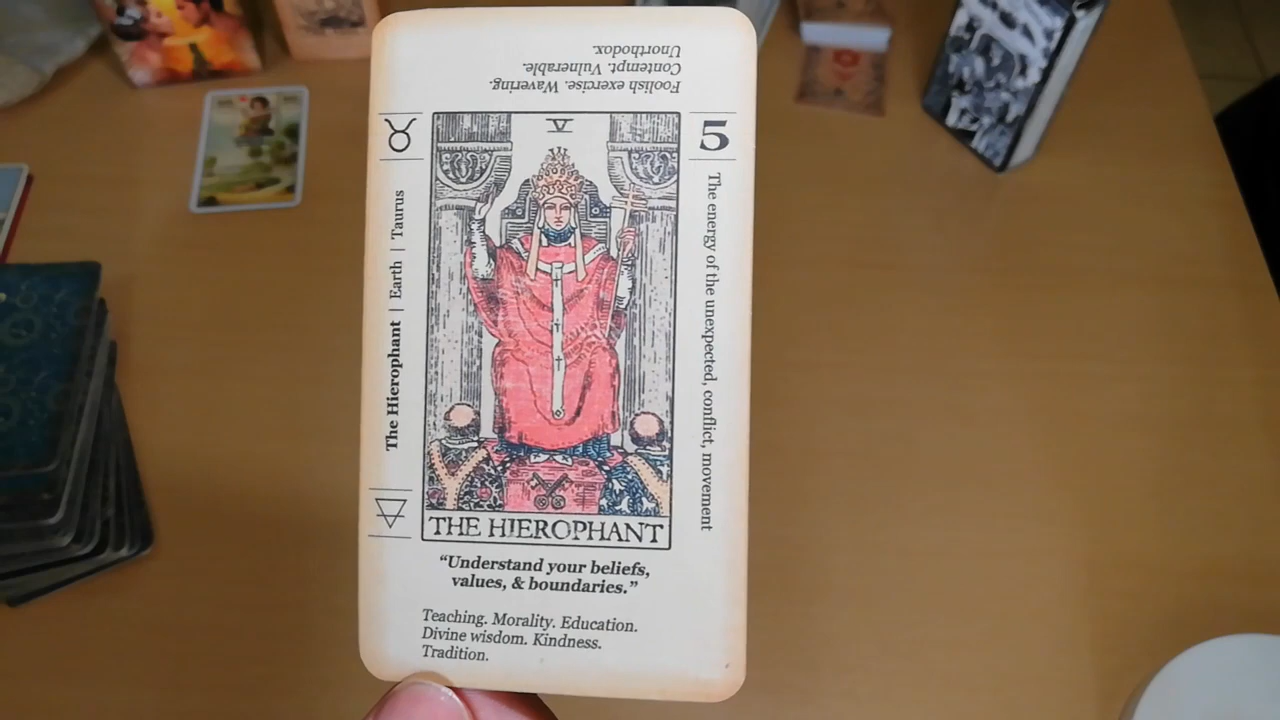 Foolish exercise. Wavering.
Contempt. Vulnerable.
Unorthodox.
V
5
The Hierophant | Earth | Taurus
The energy of the unexpected, conflict, movement
THE HIEROPHANT
“Understand your beliefs,
values, & boundaries.”
Teaching. Morality. Education.
Divine wisdom. Kindness.
Tradition.